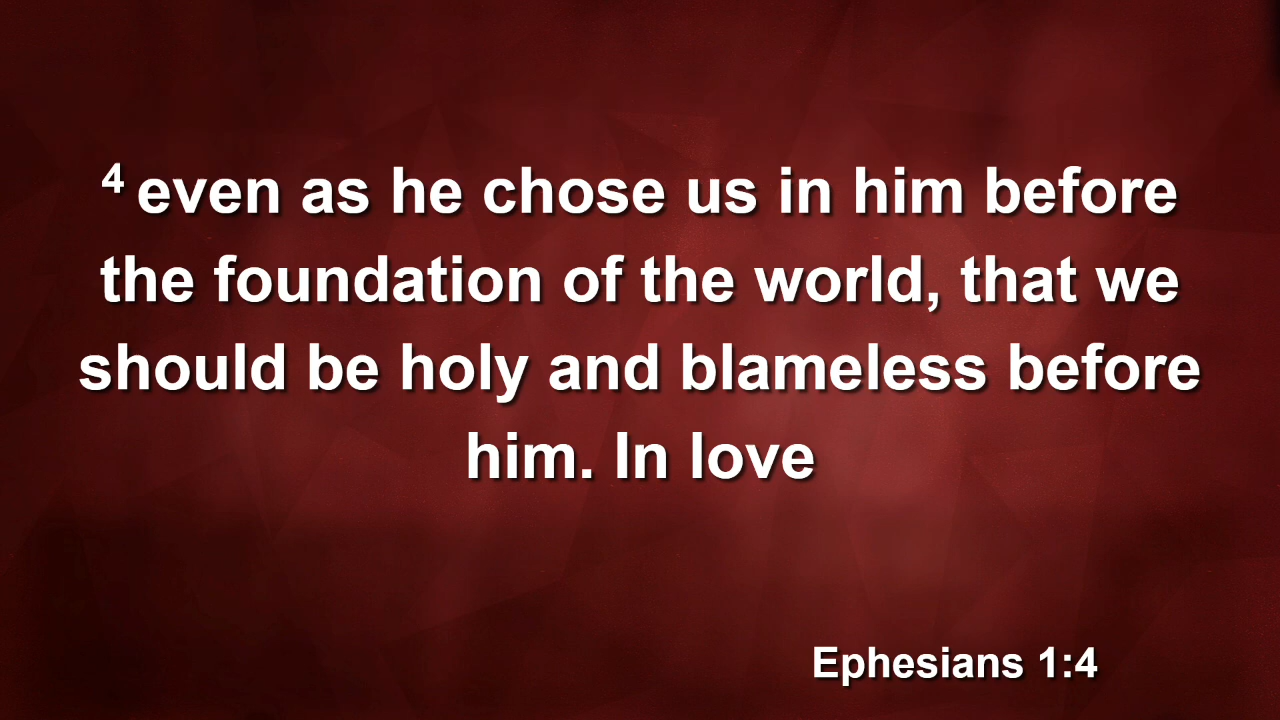 4 even as he chose us in him before
the foundation of the world, that we
should be holy and blameless before
him. In love
Ephesians 1:4